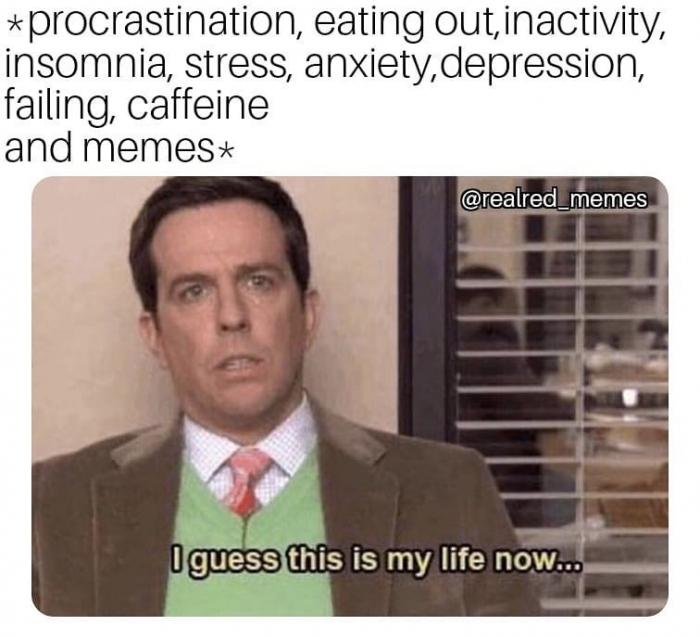 *procrastination, eating out,inactivity,
insomnia, stress, anxiety,depression,
failing, caffeine
and memes*
@realred_memes
I guess this is my life now...